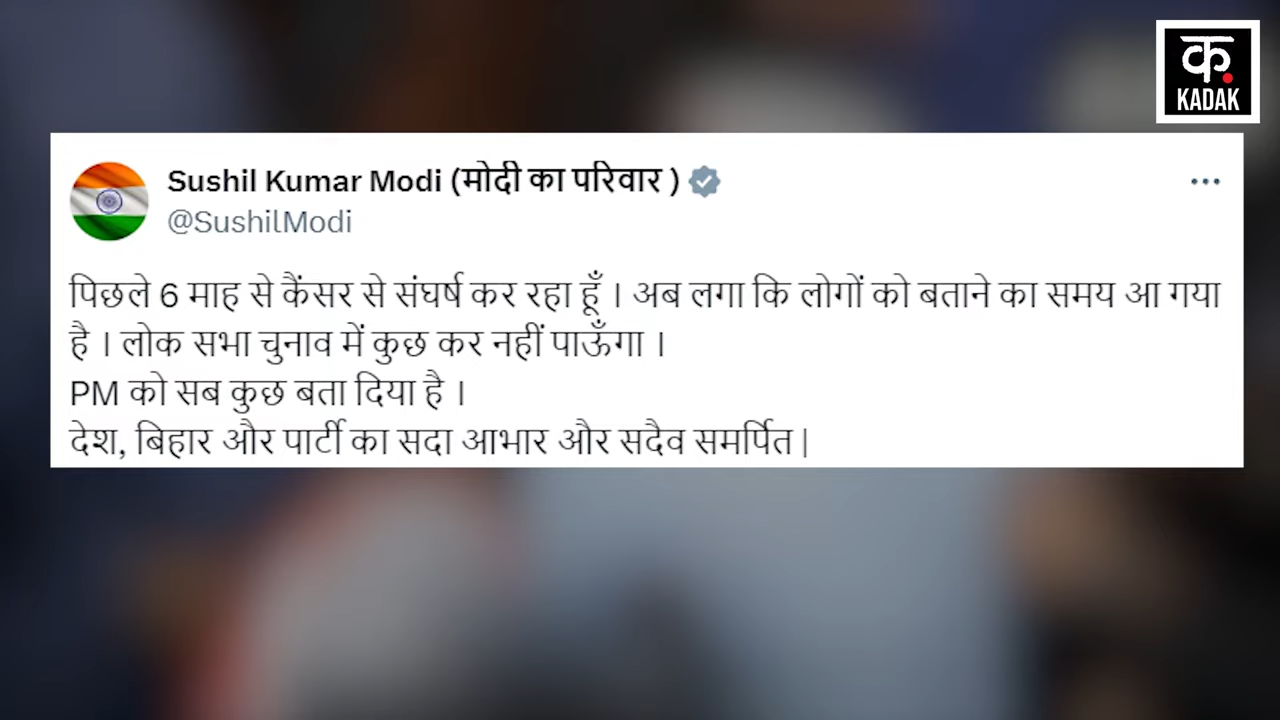 क
KADAK
Sushil Kumar Modi (मोदी का परिवार )
@SushilModi
पिछले 6 माह से कैंसर से संघर्ष कर रहा हूँ । अब लगा कि लोगों को बताने का समय आ गया
है । लोक सभा चुनाव में कुछ कर नहीं पाऊँगा ।
PM को सब कुछ बता दिया है ।
देश, बिहार और पार्टी का सदा आभार और सदैव समर्पित |